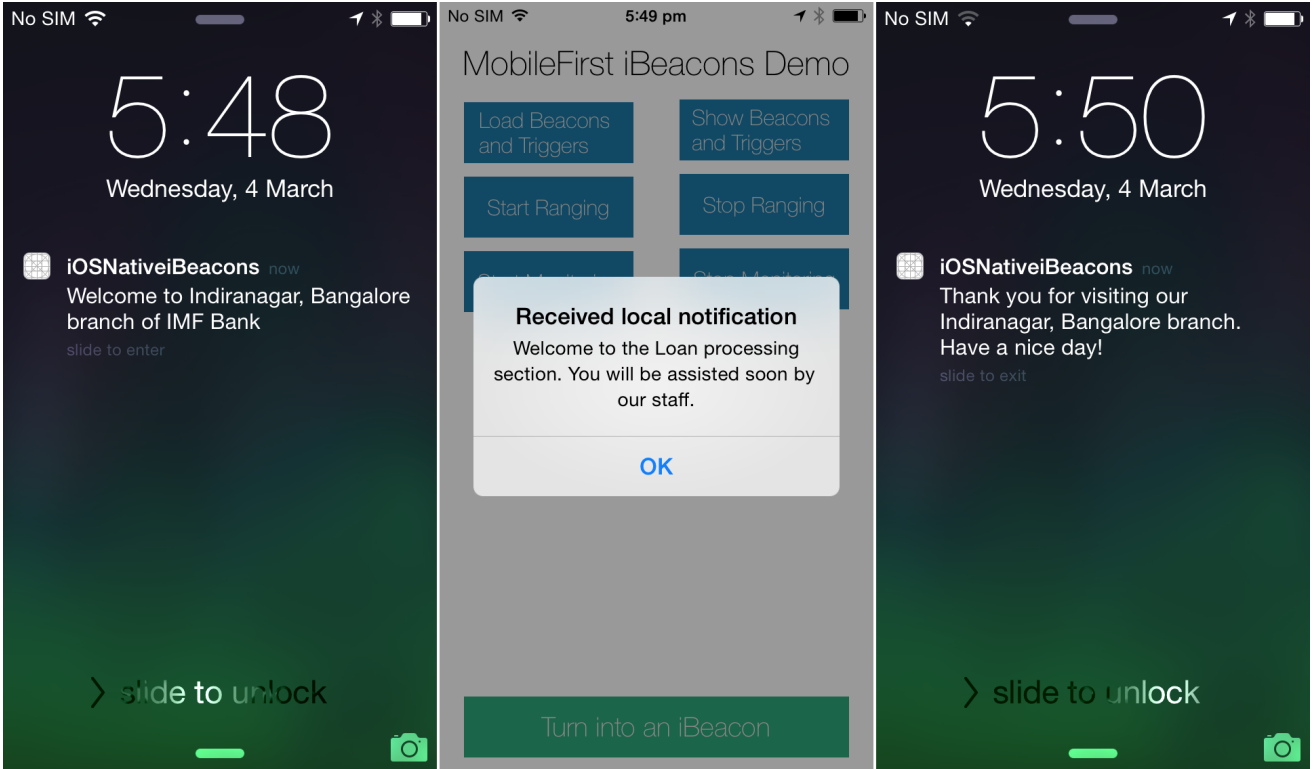 No SIM
5:48
Wednesday, 4 March
iOSNativeiBeacons now
Welcome to Indiranagar, Bangalore
branch of IMF Bank
slide to enter
slide to unlock
No SIM 5:49 pm
MobileFirst iBeacons Demo
Load Beacons
and Triggers
Show Beacons
and Triggers
Start Ranging
Stop Ranging
Start Monitoring
Stop Monitoring
Received local notification
Welcome to the Loan processing
section. You will be assisted soon by
our staff.
OK
Turn into an iBeacon
No SIM
5:50
Wednesday, 4 March
iOSNativeiBeacons now
Thank you for visiting our
Indiranagar, Bangalore branch.
Have a nice day!
slide to exit
slide to unlock